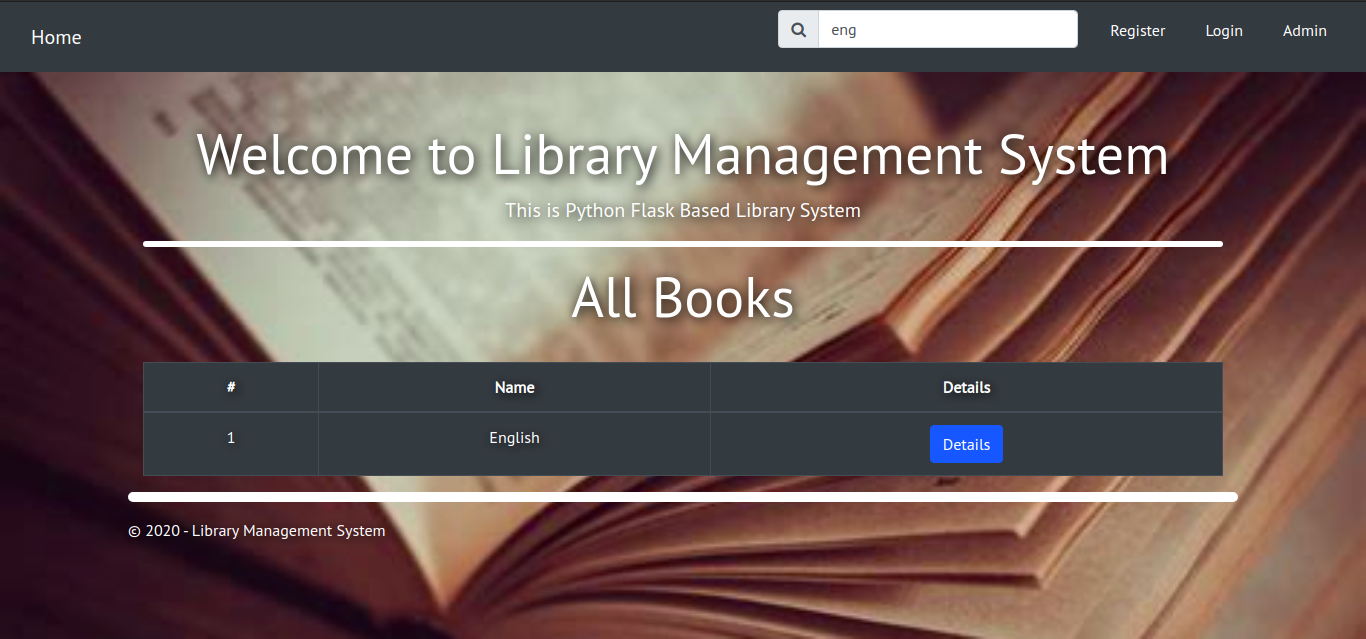 Home eng Register Login Admin
Welcome to Library Management System
This is Python Flask Based Library System
All Books
# Name Details
1 English Details
© 2020 - Library Management System